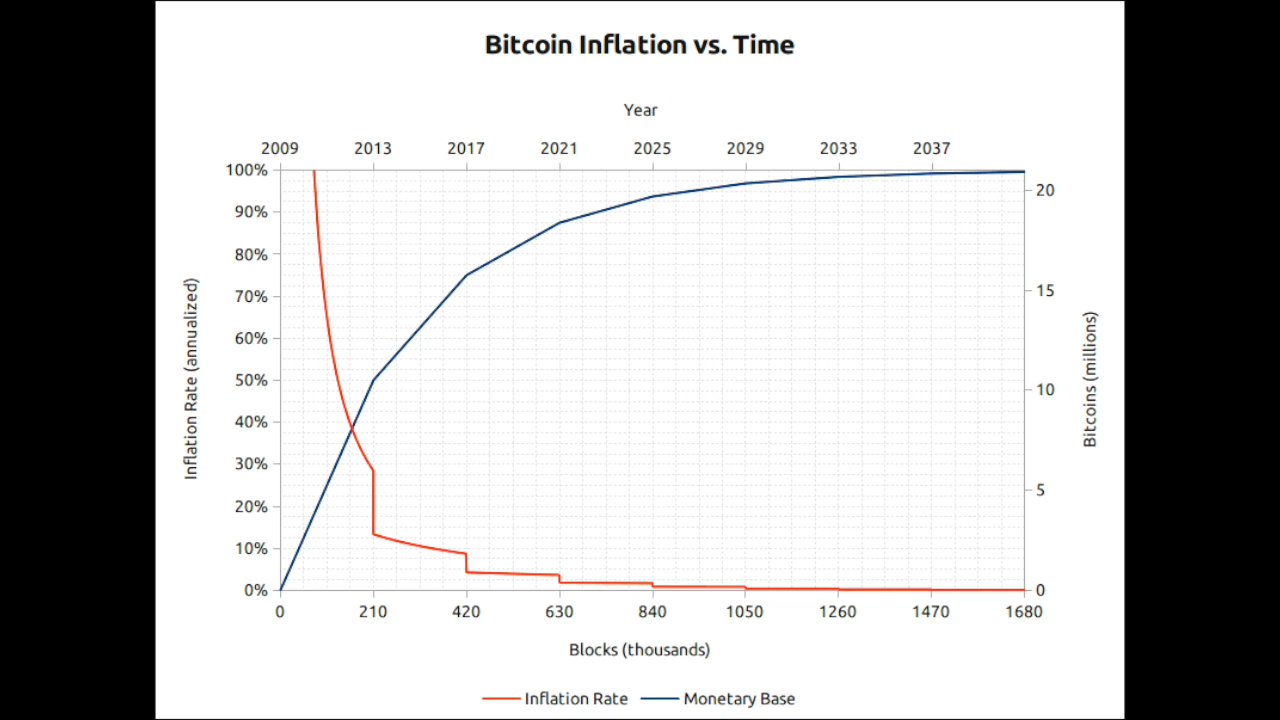 Bitcoin Inflation vs. Time
Year
2009 2013 2017 2021 2025 2029 2033 2037
100%
90%
80%
70%
60%
50%
40%
30%
20%
10%
0%
Inflation Rate (annualized)
20
15
10
5
0
Bitcoins (millions)
0 210 420 630 840 1050 1260 1470 1680
Blocks (thousands)
Inflation Rate Monetary Base